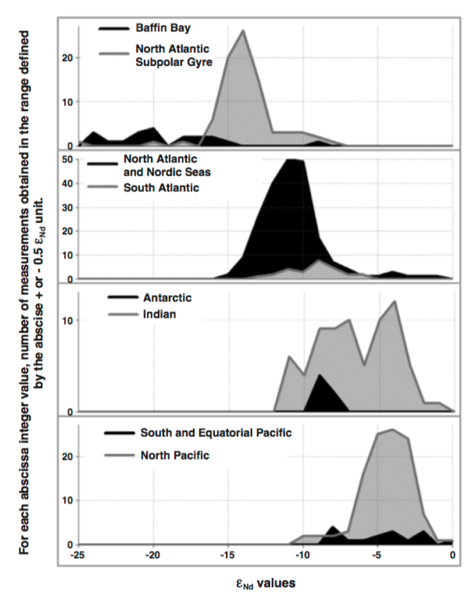 For each abscissa integer value, number of measurements obtained in the range defined
by the abscise + or - 0.5 εNd unit.
Baffin Bay
North Atlantic
Subpolar Gyre
20
10
0
North Atlantic
and Nordic Seas
South Atlantic
50
40
30
20
10
0
Antarctic
Indian
10
0
South and Equatorial Pacific
North Pacific
20
10
0
-25 -20 -15 -10 -5 0
εNd values